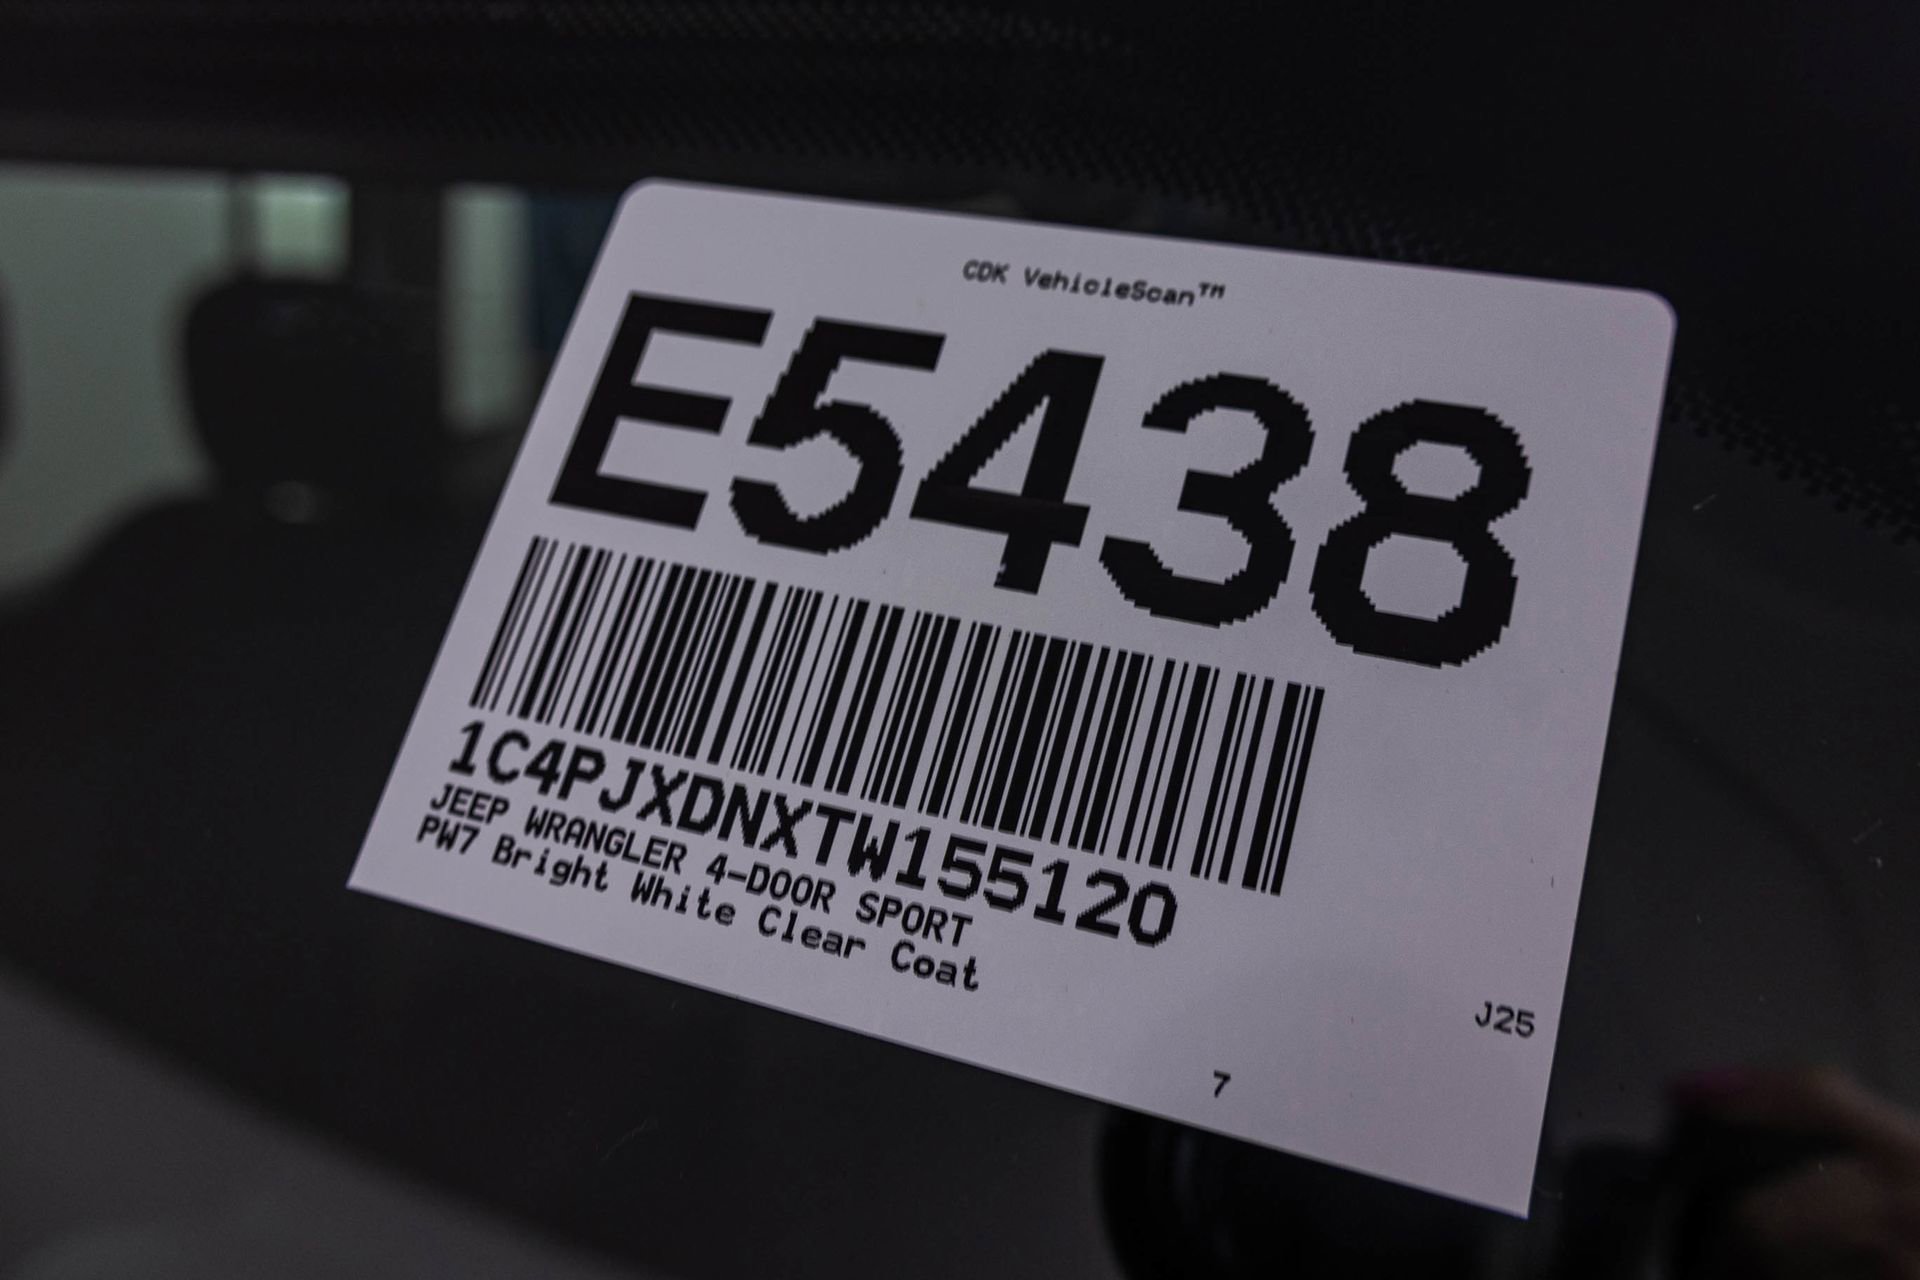 CDK VehicleScan™
E5438
1C4PJXDNXTW155120
JEEP WRANGLER 4-DOOR SPORT
PW7 Bright White Clear Coat
J25
7